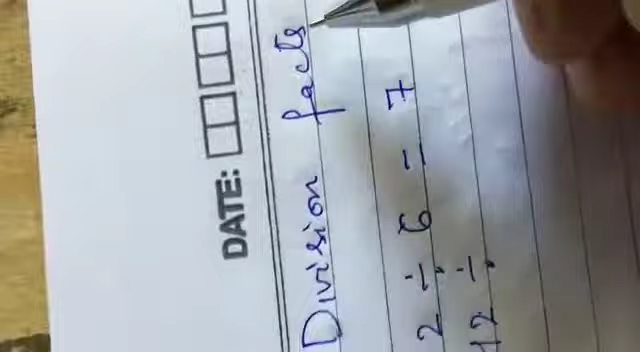 DATE:
Division facts
2 ÷ 6 = 7
12 ÷